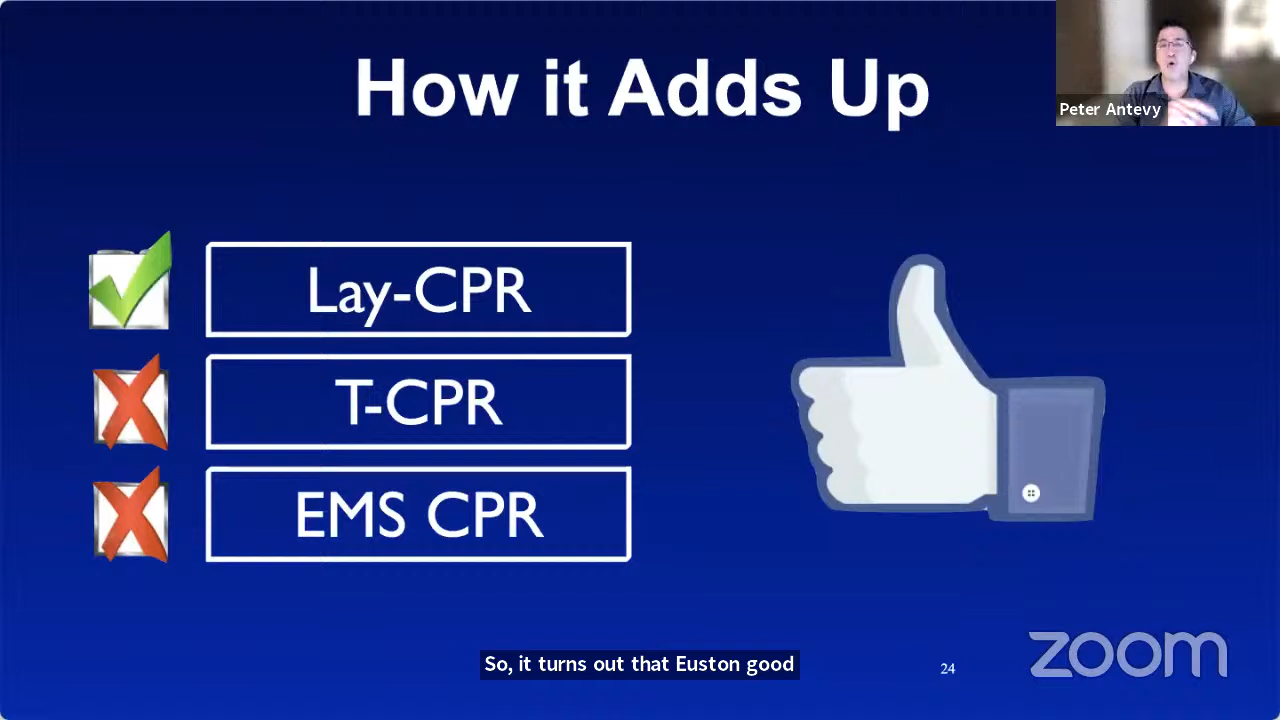 How it Adds Up
Peter Antevy
Lay-CPR
T-CPR
EMS CPR
So, it turns out that Euston good
24
zoom